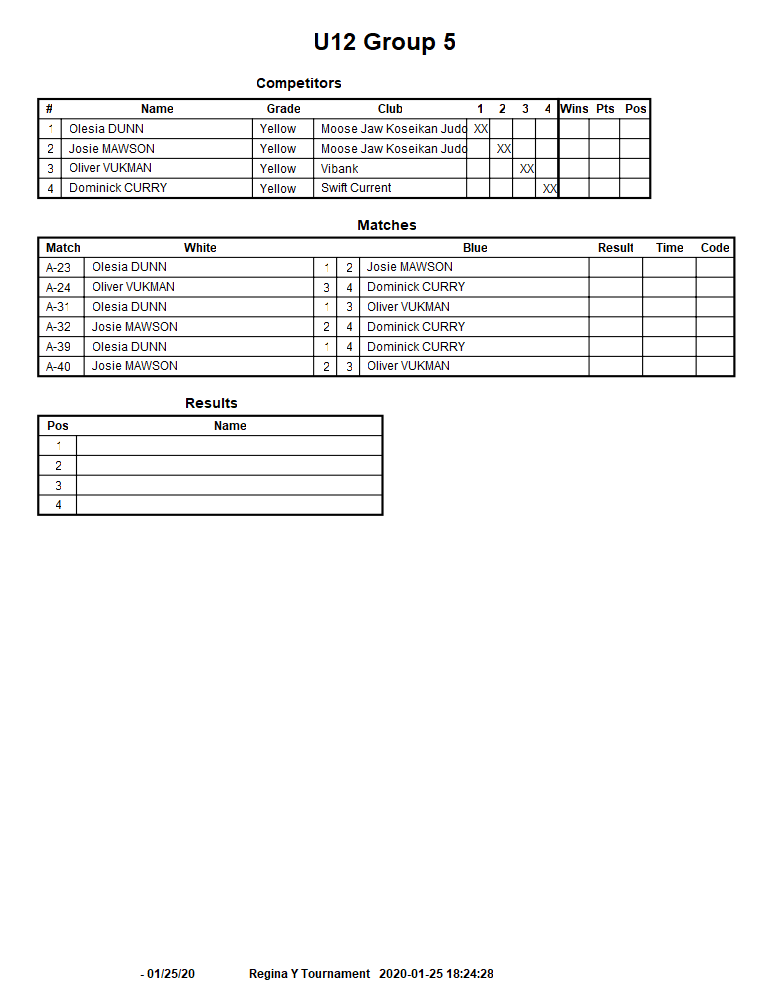 U12 Group 5
Competitors
# Name Grade Club 1 2 3 4 Wins Pts Pos
1 Olesia DUNN Yellow Moose Jaw Koseikan Judo XX
2 Josie MAWSON Yellow Moose Jaw Koseikan Judo XX
3 Oliver VUKMAN Yellow Vibank XX
4 Dominick CURRY Yellow Swift Current XX
Matches
Match White Blue Result Time Code
A-23 Olesia DUNN 1 2 Josie MAWSON
A-24 Oliver VUKMAN 3 4 Dominick CURRY
A-31 Olesia DUNN 1 3 Oliver VUKMAN
A-32 Josie MAWSON 2 4 Dominick CURRY
A-39 Olesia DUNN 1 4 Dominick CURRY
A-40 Josie MAWSON 2 3 Oliver VUKMAN
Results
Pos Name
1
2
3
4
- 01/25/20 Regina Y Tournament 2020-01-25 18:24:28